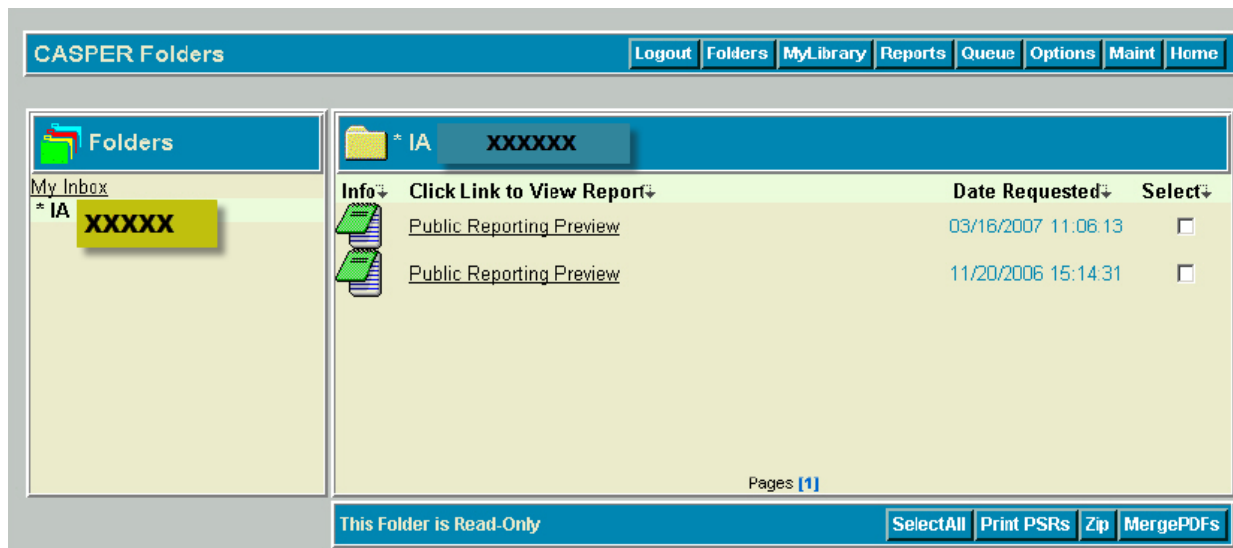 CASPER Folders Logout Folders MyLibrary Reports Queue Options Maint Home
Folders
My Inbox
* IA XXXXX
* IA XXXXXX
Info Click Link to View Report Date Requested Select
Public Reporting Preview 03/16/2007 11:06:13
Public Reporting Preview 11/20/2006 15:14:31
Pages [1]
This Folder is Read-Only SelectAll Print PSRs Zip MergePDFs